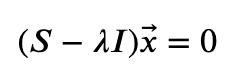 (S − λI)x⃗ = 0